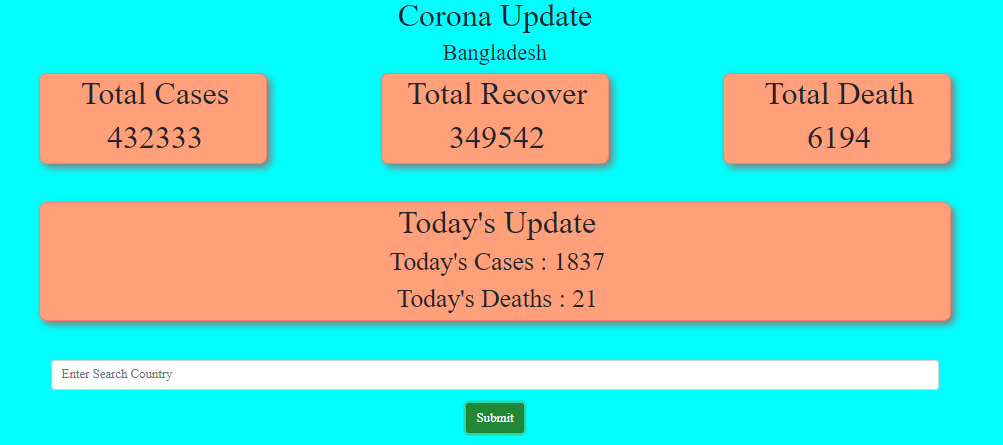 Corona Update
Bangladesh
Total Cases
432333
Total Recover
349542
Total Death
6194
Today's Update
Today's Cases : 1837
Today's Deaths : 21
Enter Search Country
Submit